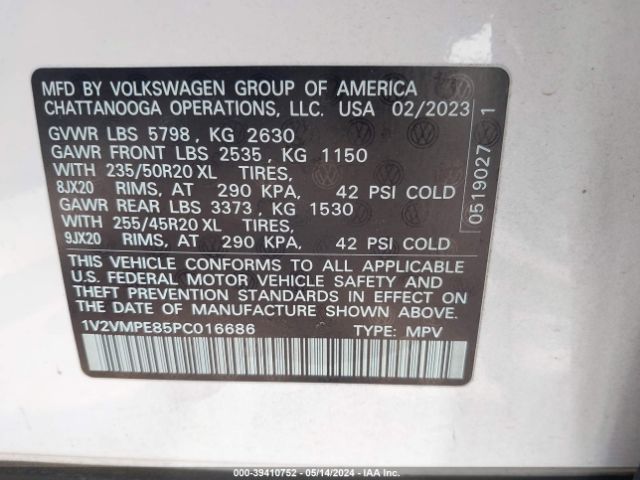 MFD BY VOLKSWAGEN GROUP OF AMERICA
CHATTANOOGA OPERATIONS, LLC. USA 02/2023
GVWR LBS 5798 , KG 2630
GAWR FRONT LBS 2535 , KG 1150
WITH 235/50R20 XL TIRES,
8JX20 RIMS, AT 290 KPA, 42 PSI COLD
GAWR REAR LBS 3373 , KG 1530
WITH 255/45R20 XL TIRES,
9JX20 RIMS, AT 290 KPA, 42 PSI COLD
THIS VEHICLE CONFORMS TO ALL APPLICABLE
U.S. FEDERAL MOTOR VEHICLE SAFETY AND
THEFT PREVENTION STANDARDS IN EFFECT ON
THE DATE OF MANUFACTURE SHOWN ABOVE.
1V2VMPE85PC016686 TYPE: MPV
0519027 1
000-39410752 - 05/14/2024 - IAA Inc.